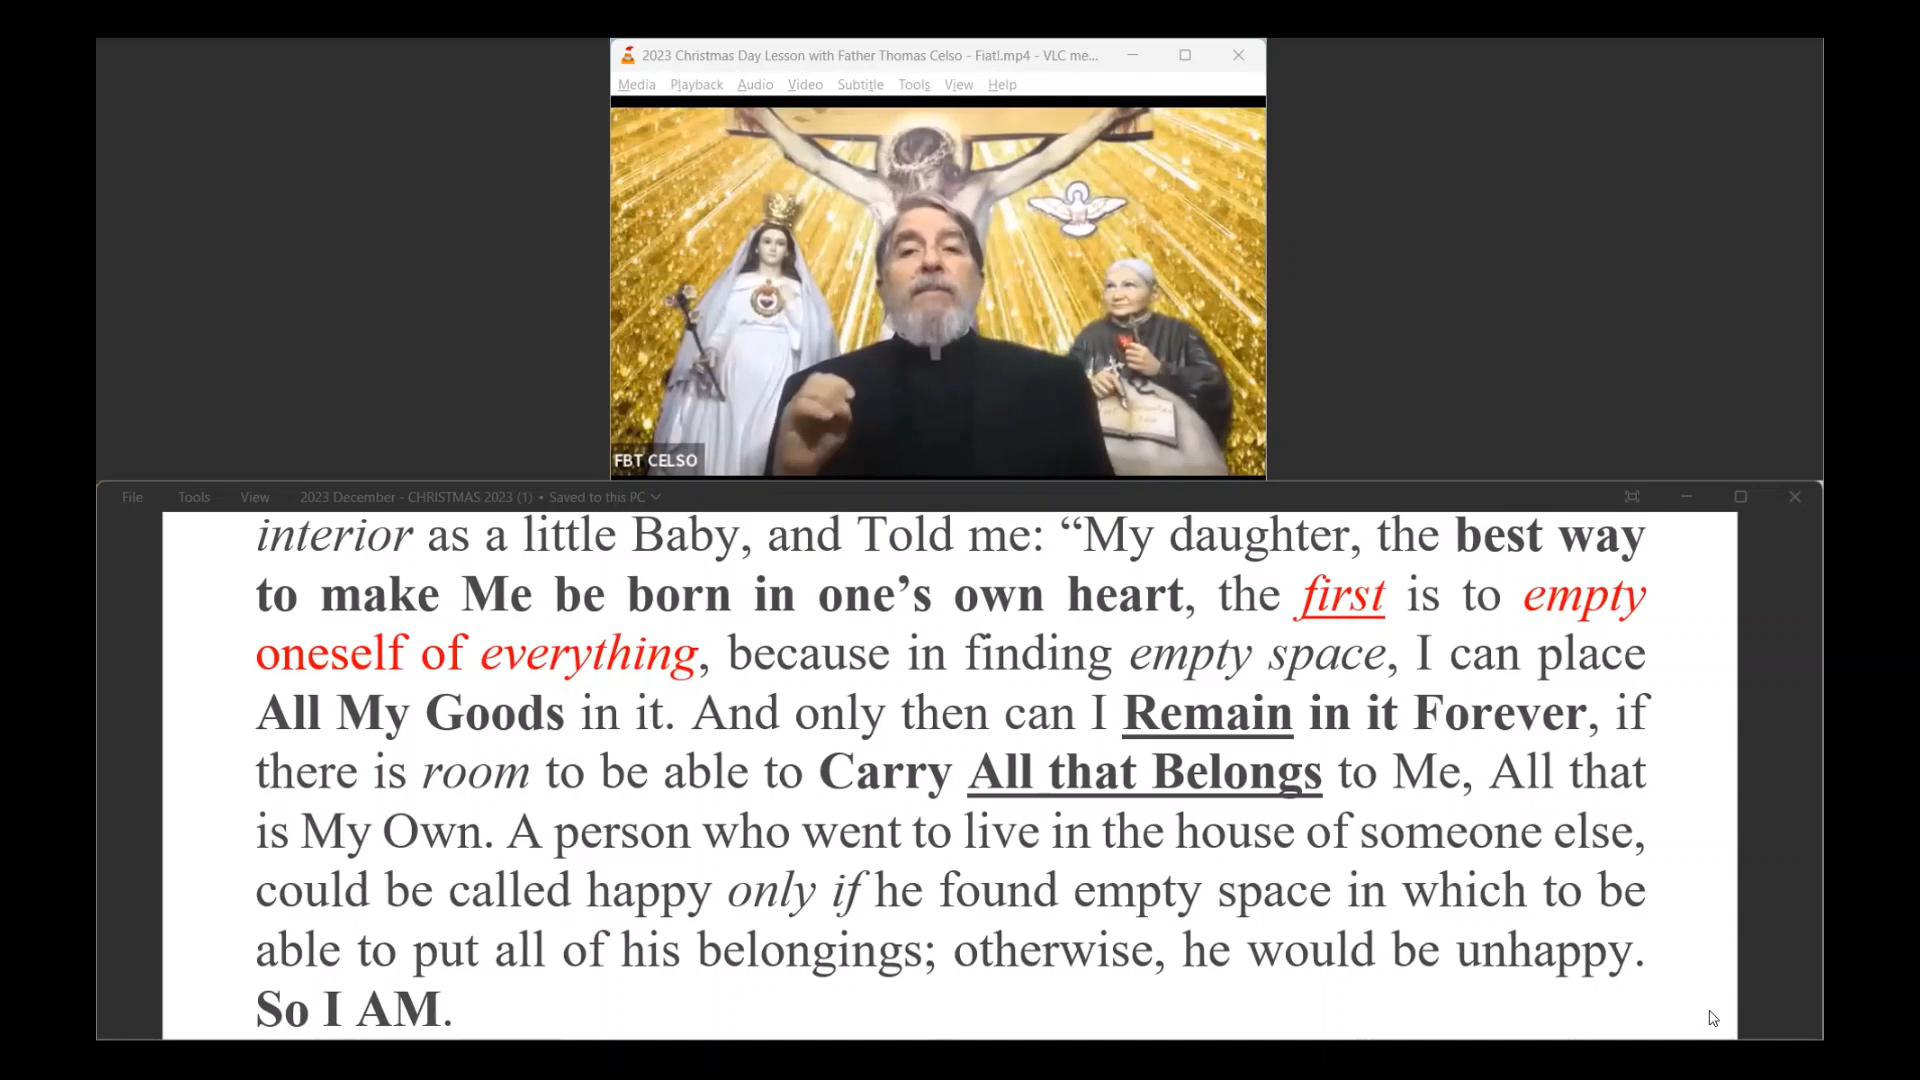 2023 Christmas Day Lesson with Father Thomas Celso - Fiat!.mp4 - VLC me...
Media Playback Audio Video Subtitle Tools View Help
FBT CELSO
File Tools View 2023 December - CHRISTMAS 2023 (1) • Saved to this PC
interior as a little Baby, and Told me: “My daughter, the best way
to make Me be born in one’s own heart, the first is to empty
oneself of everything, because in finding empty space, I can place
All My Goods in it. And only then can I Remain in it Forever, if
there is room to be able to Carry All that Belongs to Me, All that
is My Own. A person who went to live in the house of someone else,
could be called happy only if he found empty space in which to be
able to put all of his belongings; otherwise, he would be unhappy.
So I AM.